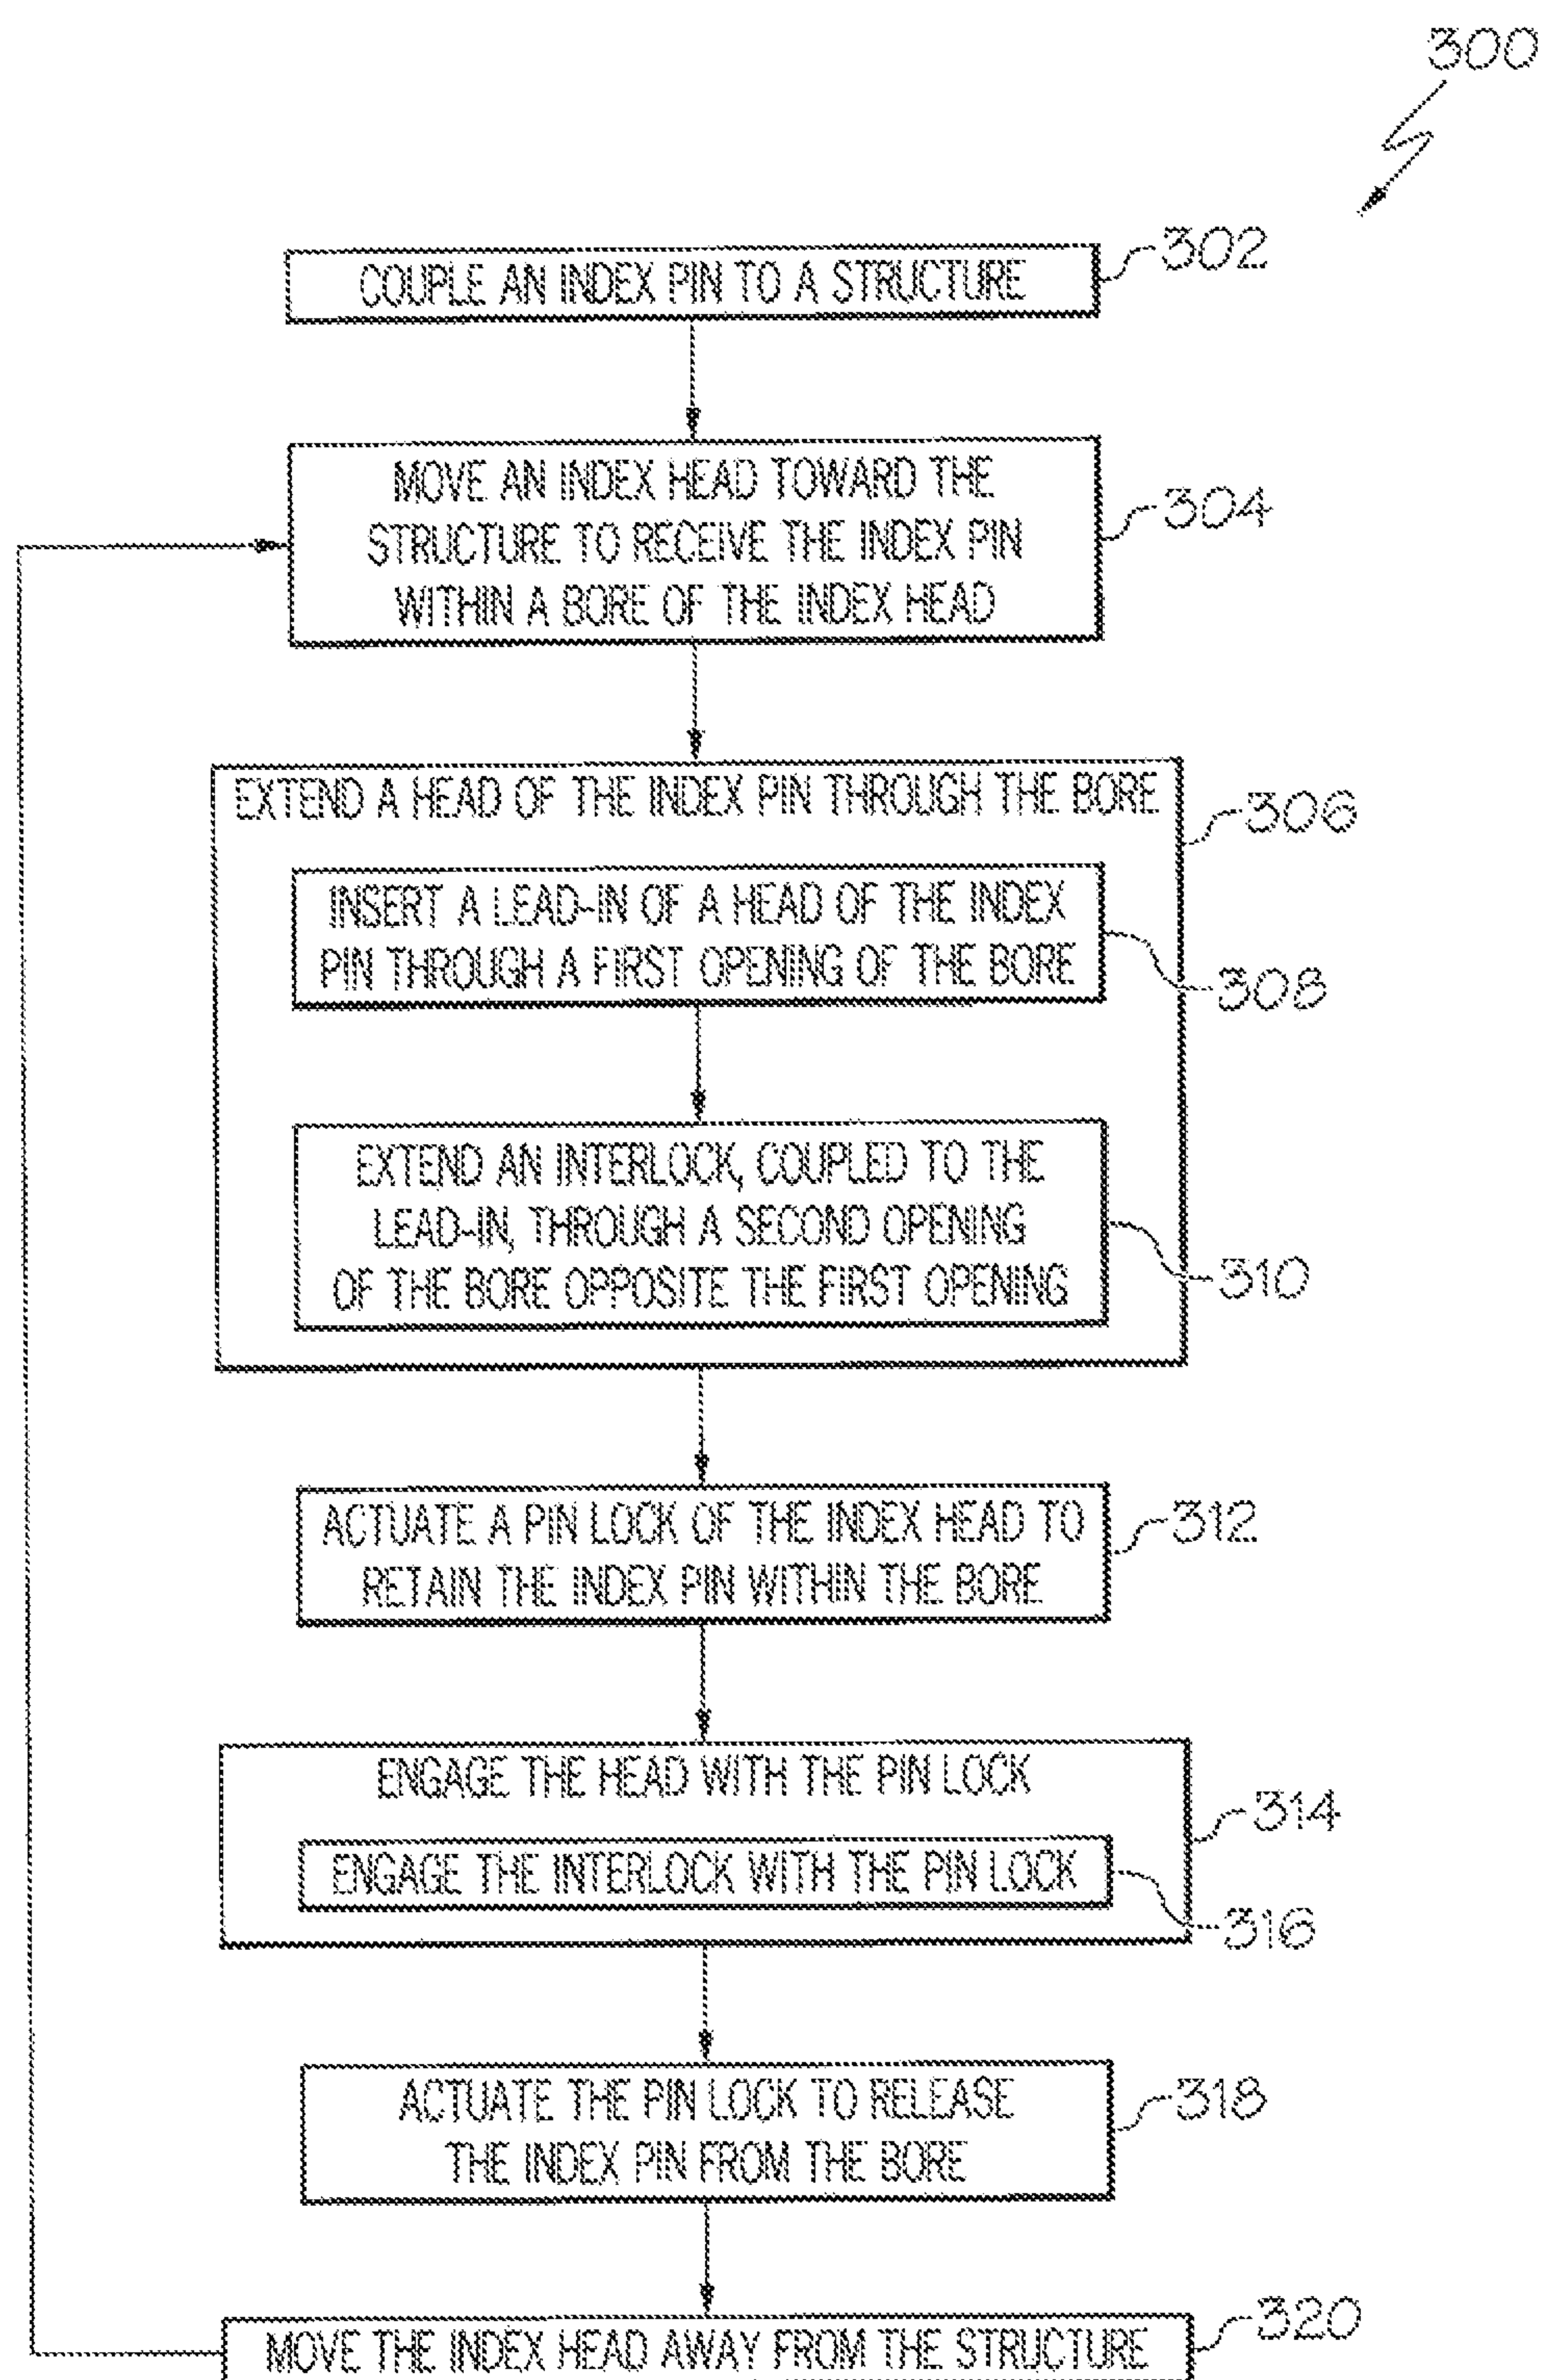 300
COUPLE AN INDEX PIN TO A STRUCTURE
302
MOVE AN INDEX HEAD TOWARD THE
STRUCTURE TO RECEIVE THE INDEX PIN
WITHIN A BORE OF THE INDEX HEAD
304
EXTEND A HEAD OF THE INDEX PIN THROUGH THE BORE
306
INSERT A LEAD-IN OF A HEAD OF THE INDEX
PIN THROUGH A FIRST OPENING OF THE BORE
308
EXTEND AN INTERLOCK, COUPLED TO THE
LEAD-IN, THROUGH A SECOND OPENING
OF THE BORE OPPOSITE THE FIRST OPENING
310
ACTUATE A PIN LOCK OF THE INDEX HEAD TO
RETAIN THE INDEX PIN WITHIN THE BORE
312
ENGAGE THE HEAD WITH THE PIN LOCK
314
ENGAGE THE INTERLOCK WITH THE PIN LOCK
316
ACTUATE THE PIN LOCK TO RELEASE
THE INDEX PIN FROM THE BORE
318
MOVE THE INDEX HEAD AWAY FROM THE STRUCTURE
320